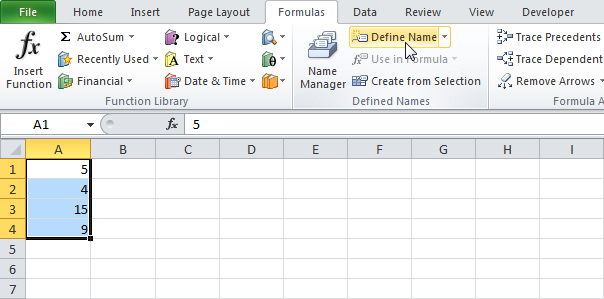 File Home Insert Page Layout Formulas Data Review View Developer
fx Insert Function
Σ AutoSum
Recently Used
Financial
Logical
Text
Date & Time
θ
Function Library
Name Manager
Define Name
Use in Formula
Create from Selection
Defined Names
Trace Precedents
Trace Dependent
Remove Arrows
Formula A
A1 fx 5
A B C D E F G H I
1 5
2 4
3 15
4 9
5
6
7